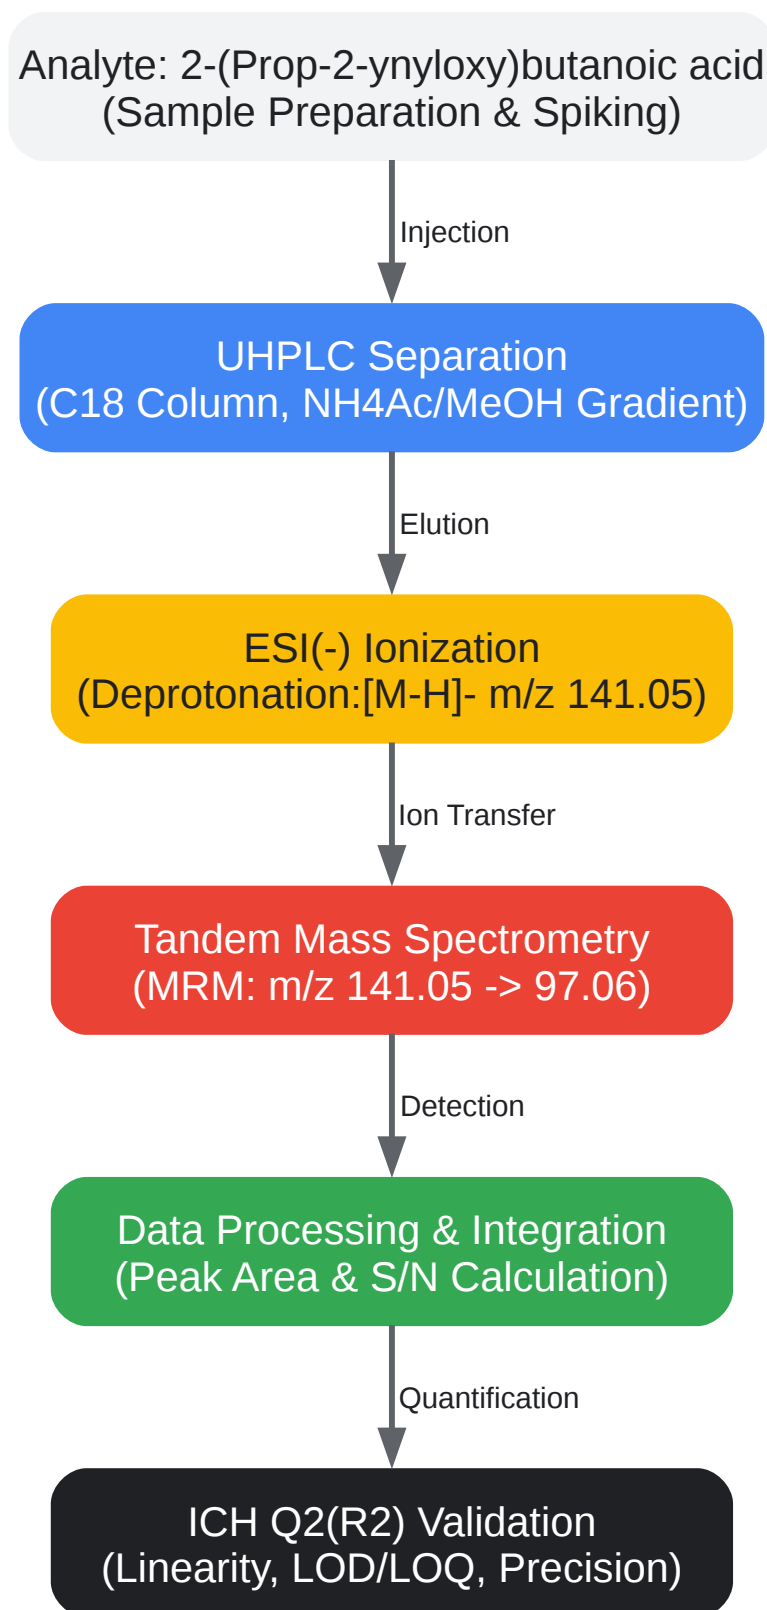 Analyte: 2-(Prop-2-ynyloxy)butanoic acid
(Sample Preparation & Spiking)
Injection
UHPLC Separation
(C18 Column, NH4Ac/MeOH Gradient)
Elution
ESI(-) Ionization
(Deprotonation:[M-H]- m/z 141.05)
Ion Transfer
Tandem Mass Spectrometry
(MRM: m/z 141.05 -> 97.06)
Detection
Data Processing & Integration
(Peak Area & S/N Calculation)
Quantification
ICH Q2(R2) Validation
(Linearity, LOD/LOQ, Precision)